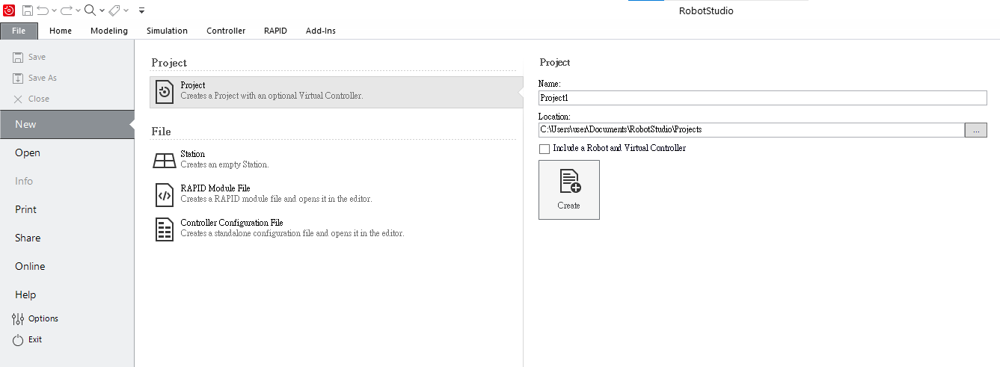 RobotStudio
File Home Modeling Simulation Controller RAPID Add-Ins
Save
Save As
Close
New
Open
Info
Print
Share
Online
Help
Options
Exit
Project
Project
Creates a Project with an optional Virtual Controller.
File
Station
Creates an empty Station.
RAPID Module File
Creates a RAPID module file and opens it in the editor.
Controller Configuration File
Creates a standalone configuration file and opens it in the editor.
Project
Name:
Project1
Location:
C:\Users\user\Documents\RobotStudio\Projects
...
Include a Robot and Virtual Controller
Create